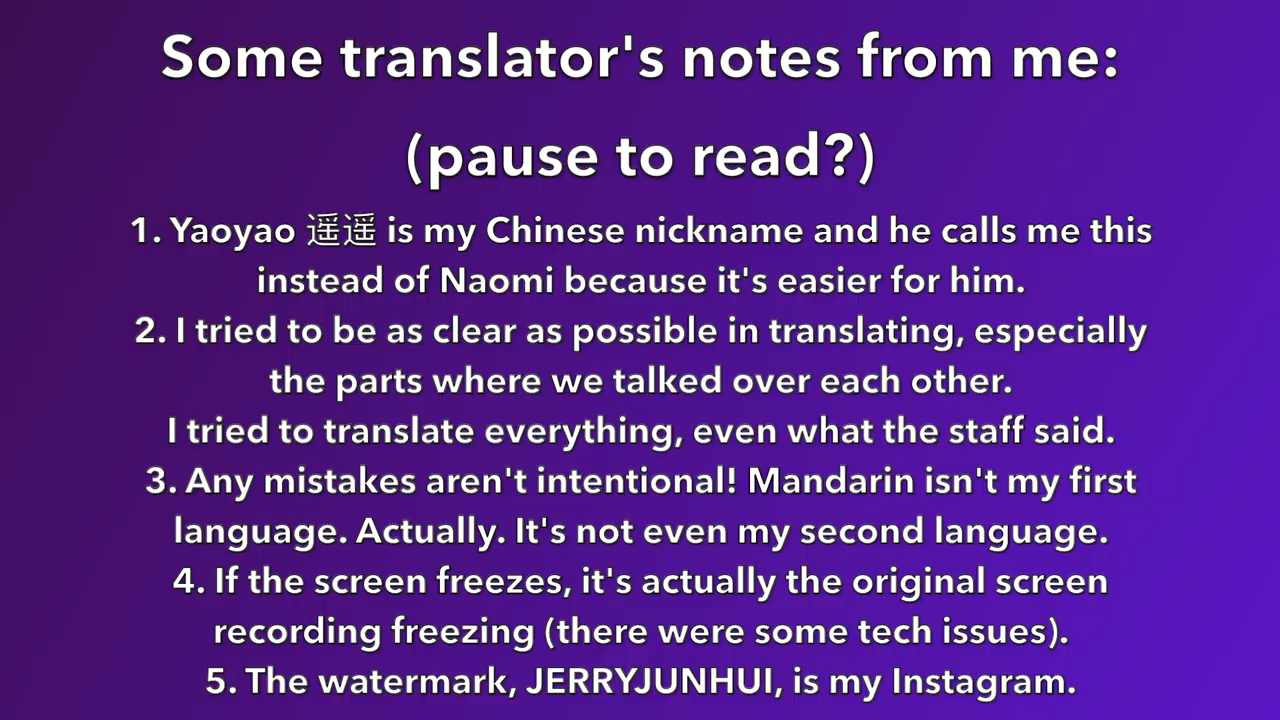 Some translator's notes from me:
(pause to read?)
1. Yaoyao 遥遥 is my Chinese nickname and he calls me this
instead of Naomi because it's easier for him.
2. I tried to be as clear as possible in translating, especially
the parts where we talked over each other.
I tried to translate everything, even what the staff said.
3. Any mistakes aren't intentional! Mandarin isn't my first
language. Actually. It's not even my second language.
4. If the screen freezes, it's actually the original screen
recording freezing (there were some tech issues).
5. The watermark, JERRYJUNHUI, is my Instagram.